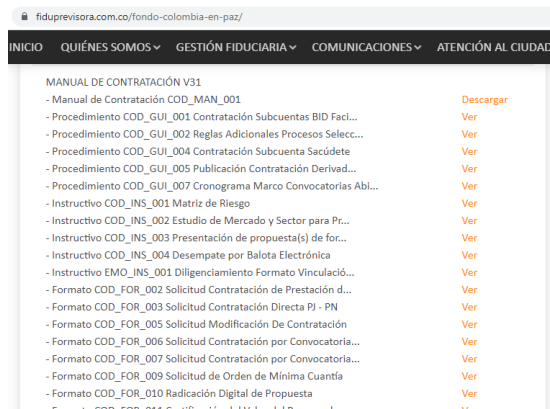 fiduprevisora.com.co/fondo-colombia-en-paz/
INICIO QUIÉNES SOMOS GESTIÓN FIDUCIARIA COMUNICACIONES ATENCIÓN AL CIUDAD
MANUAL DE CONTRATACIÓN V31
- Manual de Contratación COD_MAN_001 Descargar
- Procedimiento COD_GUI_001 Contratación Subcuentas BID Faci... Ver
- Procedimiento COD_GUI_002 Reglas Adicionales Procesos Selecc... Ver
- Procedimiento COD_GUI_004 Contratación Subcuenta Sacúdete Ver
- Procedimiento COD_GUI_005 Publicación Contratación Derivad... Ver
- Procedimiento COD_GUI_007 Cronograma Marco Convocatorias Abi... Ver
- Instructivo COD_INS_001 Matriz de Riesgo Ver
- Instructivo COD_INS_002 Estudio de Mercado y Sector para Pr... Ver
- Instructivo COD_INS_003 Presentación de propuesta(s) de for... Ver
- Instructivo COD_INS_004 Desempate por Balota Electrónica Ver
- Instructivo EMO_INS_001 Diligenciamiento Formato Vinculació... Ver
- Formato COD_FOR_002 Solicitud Contratación de Prestación d... Ver
- Formato COD_FOR_003 Solicitud Contratación Directa PJ - PN Ver
- Formato COD_FOR_005 Solicitud Modificación De Contratación Ver
- Formato COD_FOR_006 Solicitud Contratación por Convocatoria... Ver
- Formato COD_FOR_007 Solicitud Contratación por Convocatoria... Ver
- Formato COD_FOR_009 Solicitud de Orden de Mínima Cuantía Ver
- Formato COD_FOR_010 Radicación Digital de Propuesta Ver